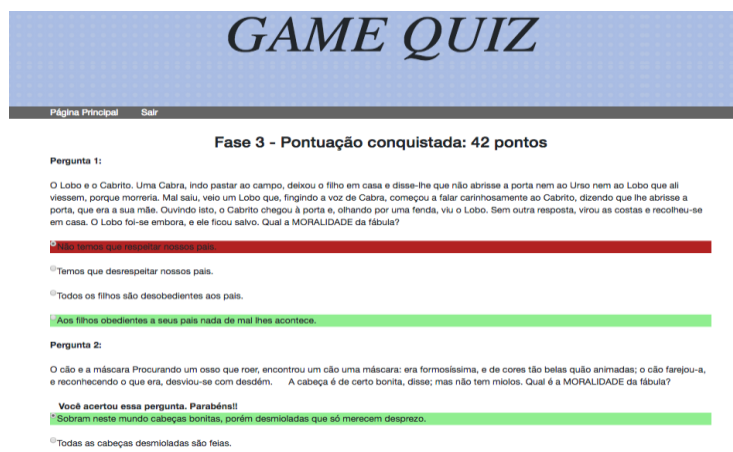 GAME QUIZ
Página Principal Sair
Fase 3 - Pontuação conquistada: 42 pontos
Pergunta 1:
O Lobo e o Cabrito. Uma Cabra, indo pastar ao campo, deixou o filho em casa e disse-lhe que não abrisse a porta nem ao Urso nem ao Lobo que ali
viessem, porque morreria. Mal saiu, veio um Lobo que, fingindo a voz de Cabra, começou a falar carinhosamente ao Cabrito, dizendo que lhe abrisse a
porta, que era a sua mãe. Ouvindo isto, o Cabrito chegou à porta e, olhando por uma fenda, viu o Lobo. Sem outra resposta, virou as costas e recolheu-se
em casa. O Lobo foi-se embora, e ele ficou salvo. Qual a MORALIDADE da fábula?
Não temos que respeitar nossos pais.
Temos que desrespeitar nossos pais.
Todos os filhos são desobedientes aos pais.
Aos filhos obedientes a seus pais nada de mal lhes acontece.
Pergunta 2:
O cão e a máscara Procurando um osso que roer, encontrou um cão uma máscara: era formosíssima, e de cores tão belas quão animadas; o cão farejou-a,
e reconhecendo o que era, desviou-se com desdém. A cabeça é de certo bonita, disse; mas não tem miolos. Qual é a MORALIDADE da fábula?
Você acertou essa pergunta. Parabéns!!
Sobram neste mundo cabeças bonitas, porém desmioladas que só merecem desprezo.
Todas as cabeças desmioladas são feias.